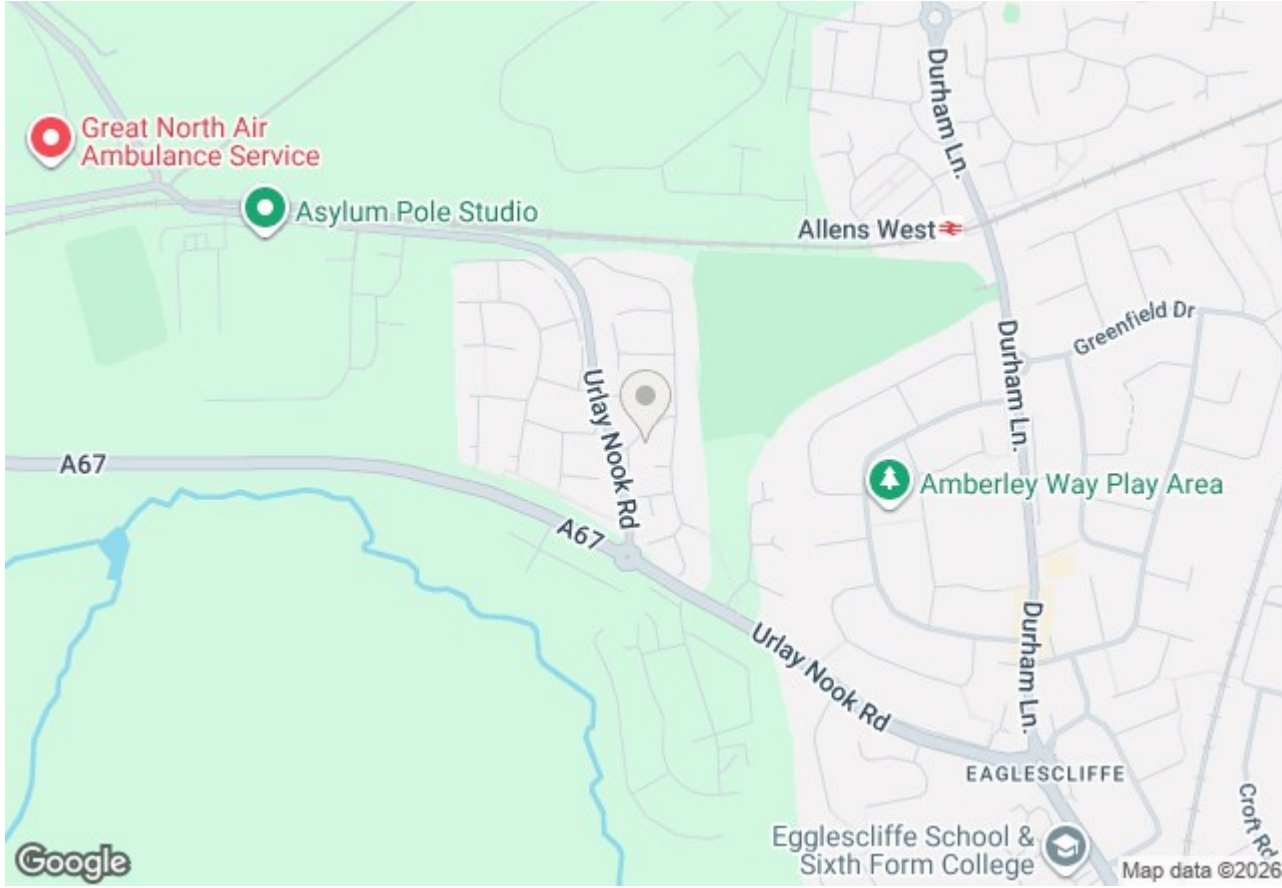 Durham Ln.
Great North Air
Ambulance Service
Asylum Pole Studio
Allens West
Greenfield Dr
Durham Ln.
Urlay Nook Rd
A67
Amberley Way Play Area
A67
Durham Ln.
Urlay Nook Rd
EAGLESCLIFFE
Croft Rd
Egglescliffe School &
Sixth Form College
Google
Map data ©2026